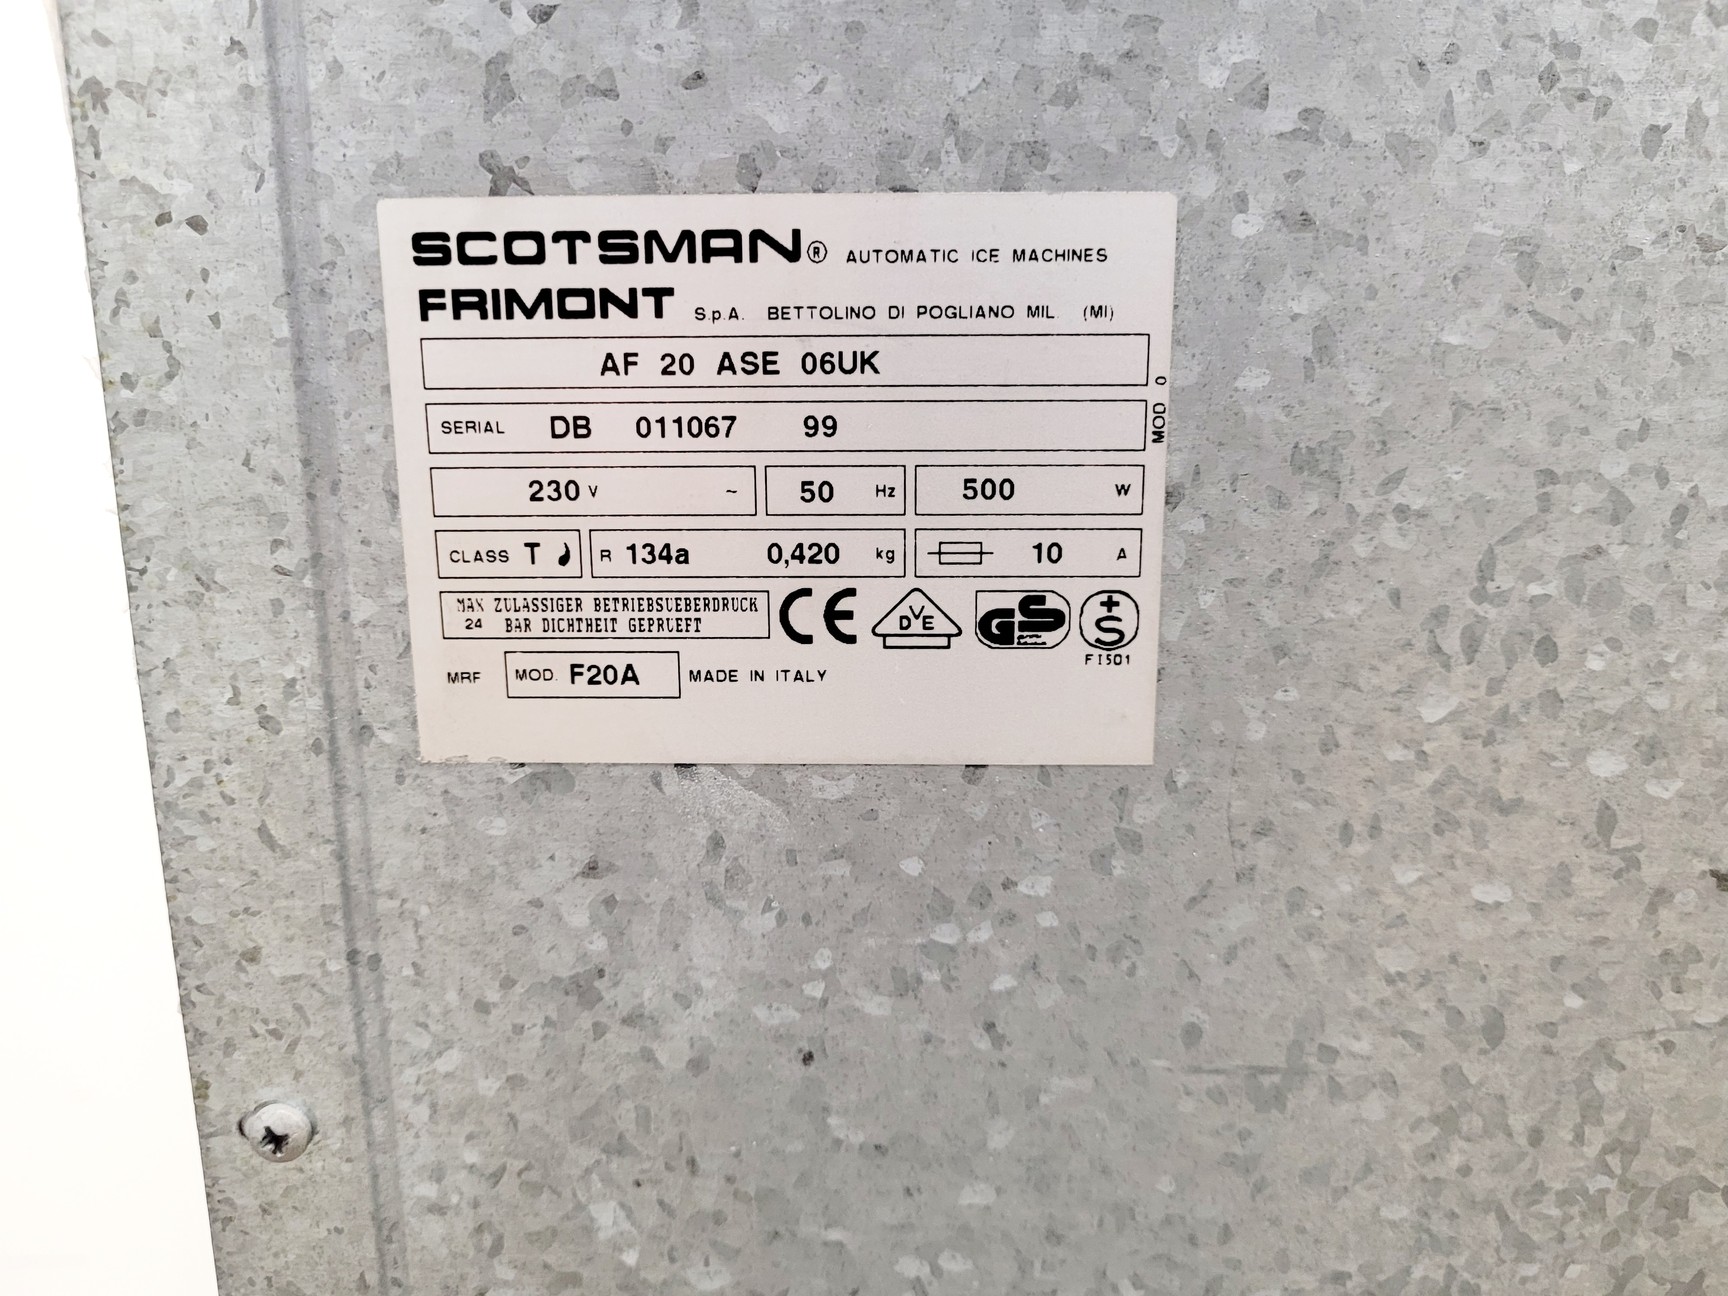 SCOTSMAN® AUTOMATIC ICE MACHINES
FRIMONT S.p.A. BETTOLINO DI POGLIANO MIL (MI)
AF 20 ASE 06UK
SERIAL DB 011067 99
MOD 0
230 V ~ 50 Hz 500 W
CLASS T R 134a 0,420 kg 10 A
MAX ZULASSIGER BETRIEBSUEBERDRUCK
24 BAR DICHTHEIT GEPRUEFT
CE DVE GS +S
FI501
MRF MOD. F20A MADE IN ITALY